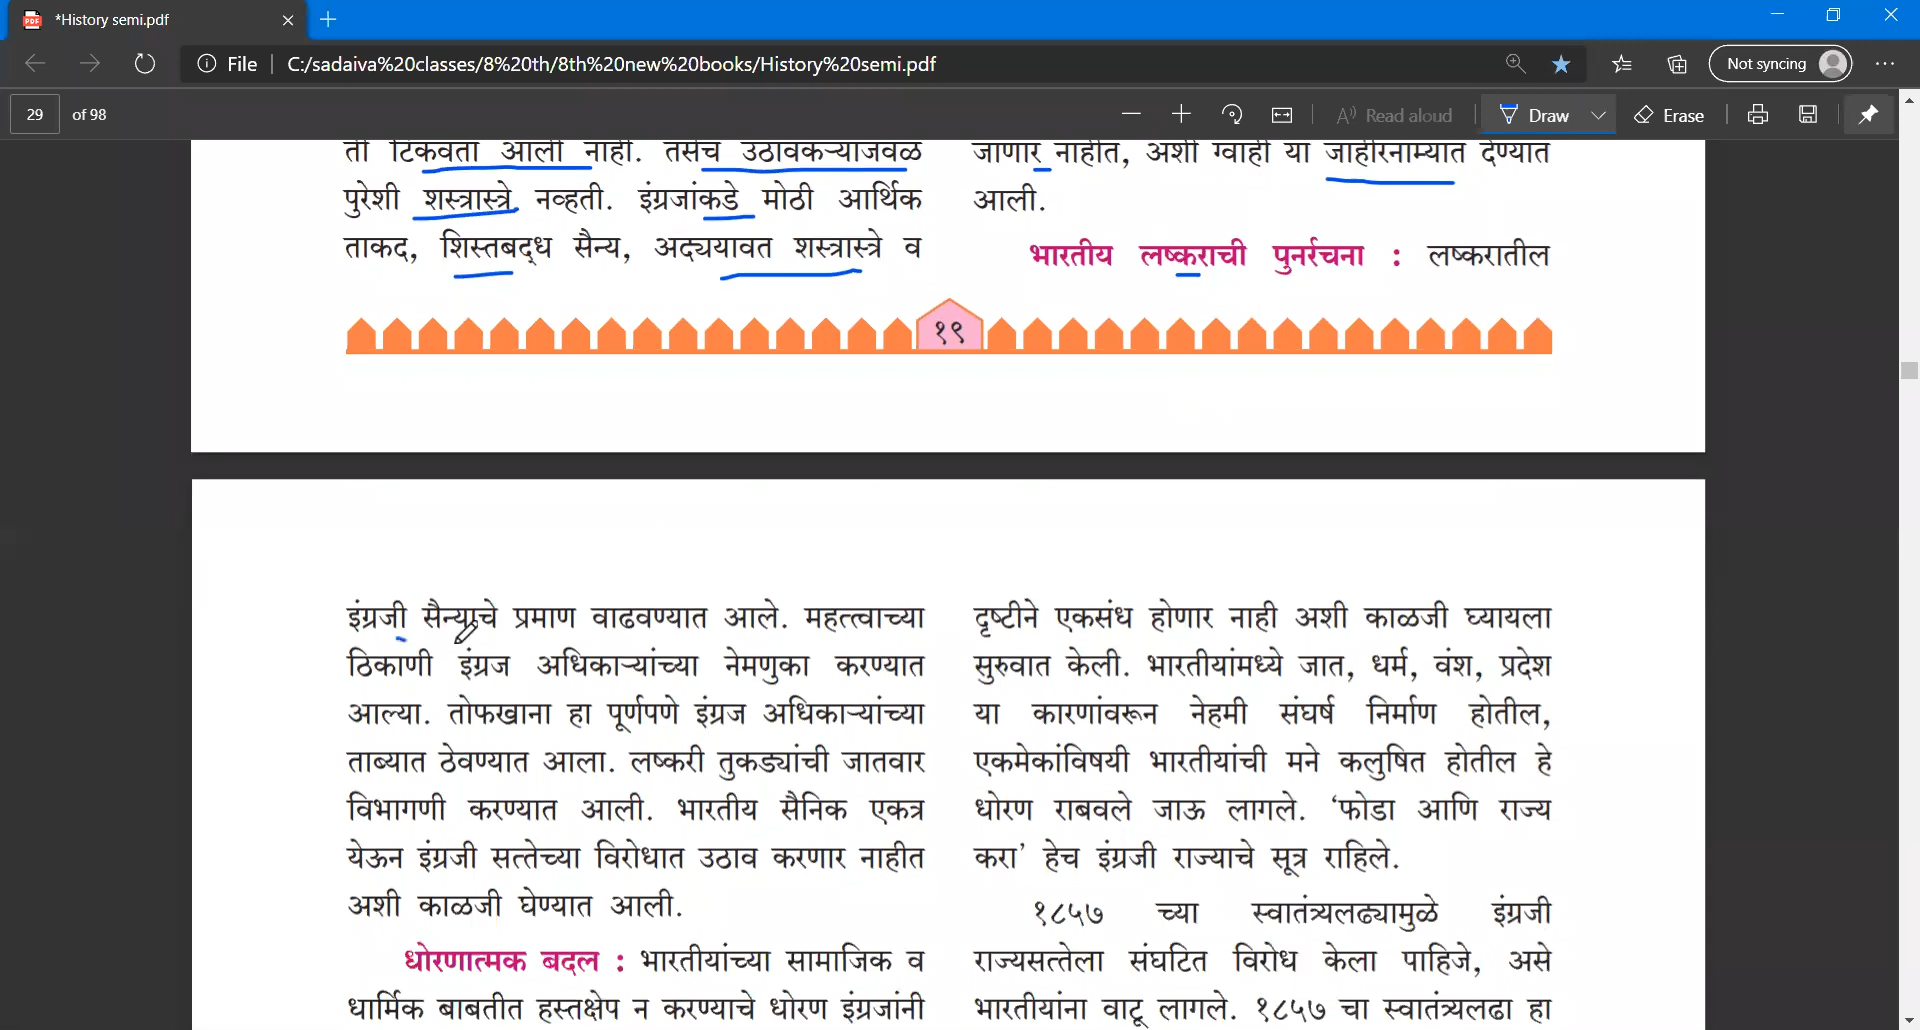 *History semi.pdf
Not syncing
File
C:/sadaiva%20classes/8%20th/8th%20new%20books/History%20semi.pdf
29 of 98
Read aloud
Draw
Erase
ती टिकवता आली नाही. तसेच उठावकऱ्यांजवळ
पुरेशी शस्त्रास्त्रे नव्हती. इंग्रजांकडे मोठी आर्थिक
ताकद, शिस्तबद्ध सैन्य, अद्ययावत शस्त्रास्त्रे व
जाणार नाहीत, अशी ग्वाही या जाहीरनाम्यात देण्यात
आली.
भारतीय लष्कराची पुनर्रचना : लष्करातील
१९
इंग्रजी सैन्याचे प्रमाण वाढवण्यात आले. महत्त्वाच्या
ठिकाणी इंग्रज अधिकाऱ्यांच्या नेमणुका करण्यात
आल्या. तोफखाना हा पूर्णपणे इंग्रज अधिकाऱ्यांच्या
ताब्यात ठेवण्यात आला. लष्करी तुकड्यांची जातवार
विभागणी करण्यात आली. भारतीय सैनिक एकत्र
येऊन इंग्रजी सत्तेच्या विरोधात उठाव करणार नाहीत
अशी काळजी घेण्यात आली.
धोरणात्मक बदल : भारतीयांच्या सामाजिक व
धार्मिक बाबतीत हस्तक्षेप न करण्याचे धोरण इंग्रजांनी
दृष्टीने एकसंध होणार नाही अशी काळजी घ्यायला
सुरुवात केली. भारतीयांमध्ये जात, धर्म, वंश, प्रदेश
या कारणांवरून नेहमी संघर्ष निर्माण होतील,
एकमेकांविषयी भारतीयांची मने कलुषित होतील हे
धोरण राबवले जाऊ लागले. ‘फोडा आणि राज्य
करा’ हेच इंग्रजी राज्याचे सूत्र राहिले.
१८५७ च्या स्वातंत्र्यलढ्यामुळे इंग्रजी
राज्यसत्तेला संघटित विरोध केला पाहिजे, असे
भारतीयांना वाटू लागले. १८५७ चा स्वातंत्र्यलढा हा